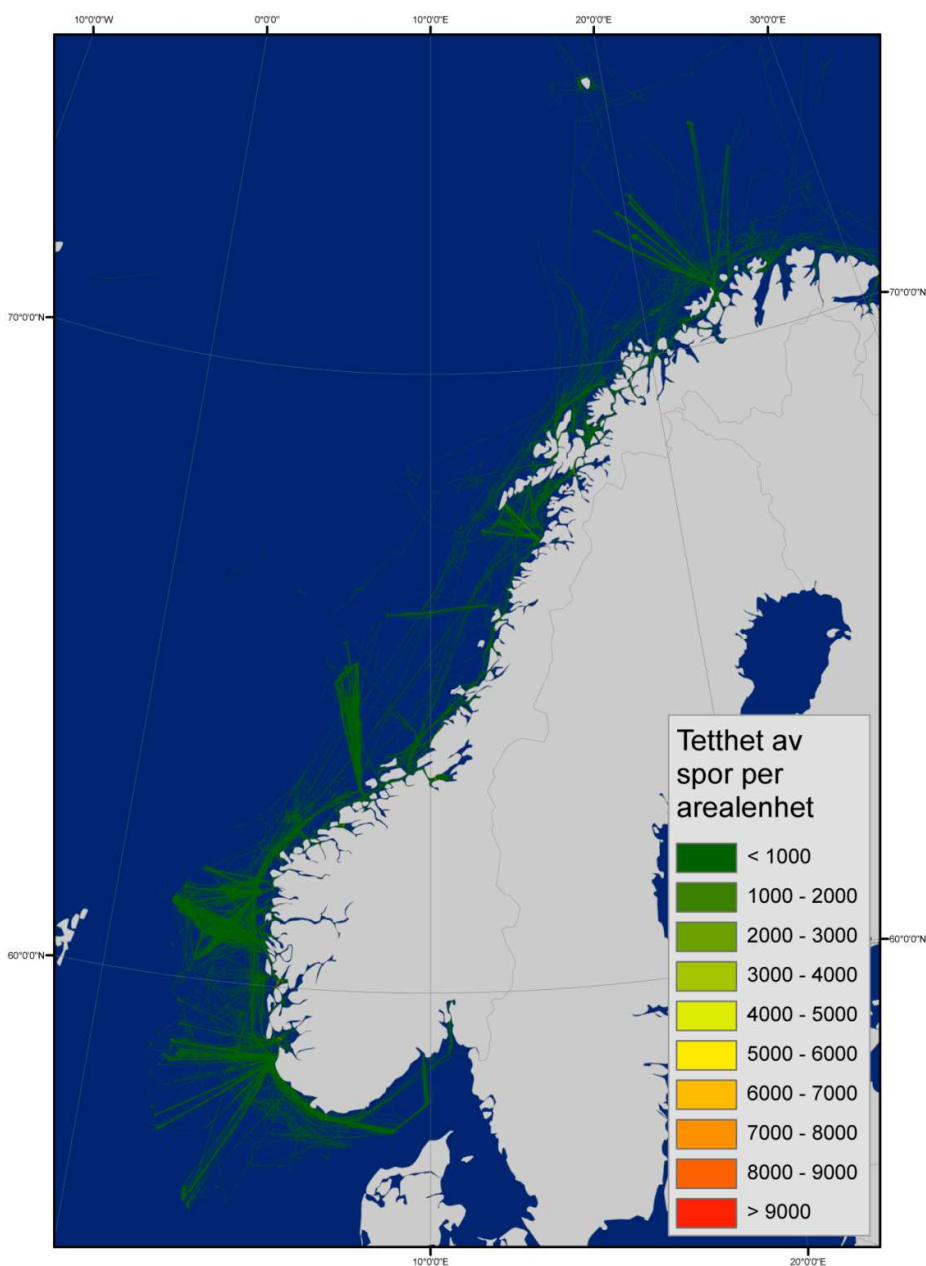 10°0'0"W 0°0'0" 10°0'0"E 20°0'0"E 30°0'0"E
70°0'0"N
70°0'0"N
Tetthet av
spor per
arealenhet
< 1000
1000 - 2000
2000 - 3000
60°0'0"N
60°0'0"N
3000 - 4000
4000 - 5000
5000 - 6000
6000 - 7000
7000 - 8000
8000 - 9000
> 9000
10°0'0"E 20°0'0"E